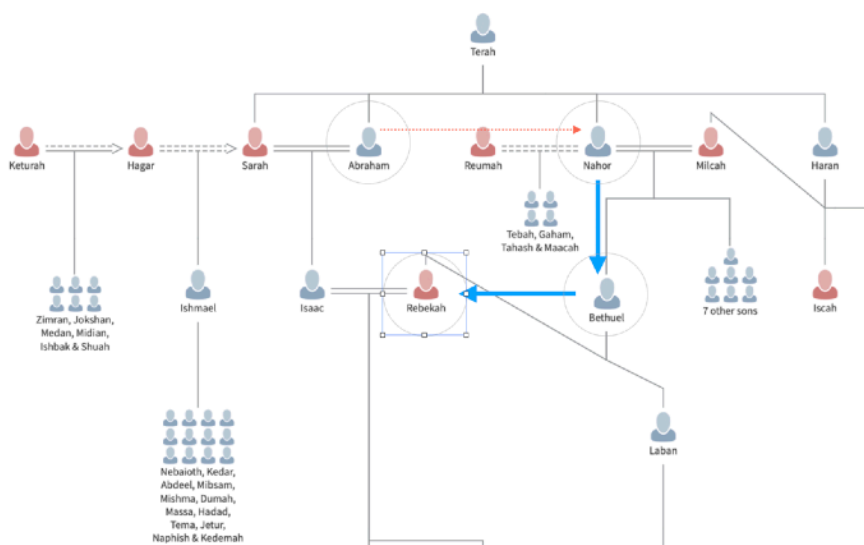 Terah
Keturah
Hagar
Sarah
Abraham
Reumah
Nahor
Milcah
Haran
Tebah, Gaham,
Tahash & Maacah
Zimran, Jokshan,
Medan, Midian,
Ishbak & Shuah
Ishmael
Isaac
Rebekah
Bethuel
7 other sons
Iscah
Laban
Nebaioth, Kedar,
Abdeel, Mibsam,
Mishma, Dumah,
Massa, Hadad,
Tema, Jetur,
Naphish & Kedemah